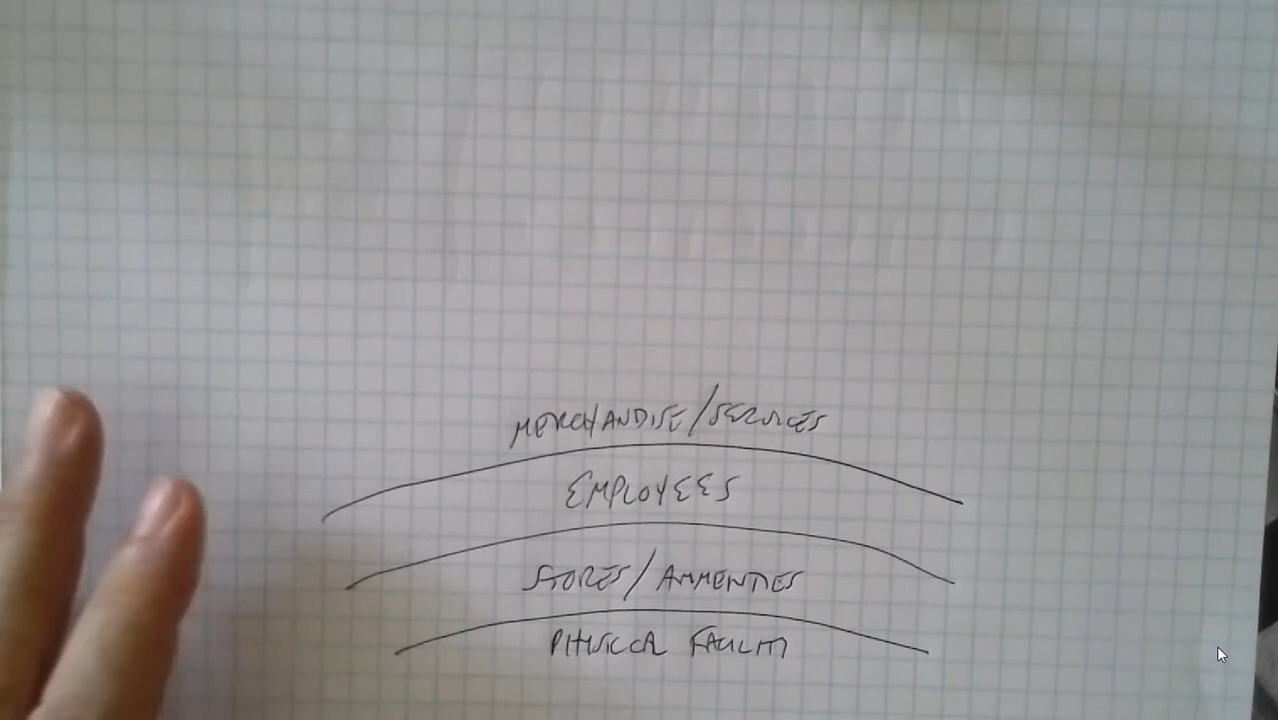 MERCHANDISE/SERVICES
EMPLOYEES
STORES/AMMENTIES
PHYSICAL FACILITY